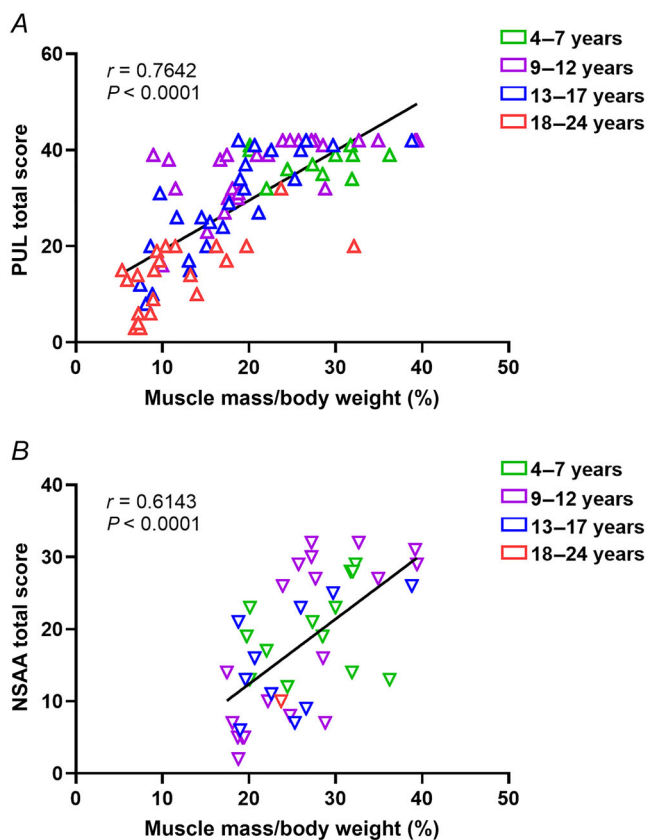 A
PUL total score
60
40
20
0
r = 0.7642
P < 0.0001
4–7 years
9–12 years
13–17 years
18–24 years
0 10 20 30 40 50
Muscle mass/body weight (%)
B
NSAA total score
40
30
20
10
0
r = 0.6143
P < 0.0001
4–7 years
9–12 years
13–17 years
18–24 years
0 10 20 30 40 50
Muscle mass/body weight (%)